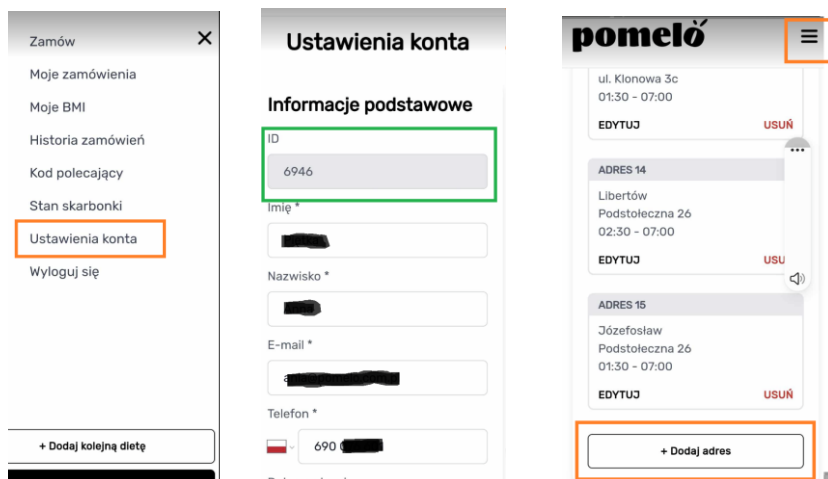 Zamów
Moje zamówienia
Moje BMI
Historia zamówień
Kod polecający
Stan skarbonki
Ustawienia konta
Wyloguj się
+ Dodaj kolejną dietę
Ustawienia konta
Informacje podstawowe
ID
6946
Imię *
Nazwisko *
E-mail *
Telefon *
690
pomelo
ul. Klonowa 3c
01:30 - 07:00
EDYTUJ USUŃ
ADRES 14
Libertów
Podstołeczna 26
02:30 - 07:00
EDYTUJ USU
ADRES 15
Józefosław
Podstołeczna 26
01:30 - 07:00
EDYTUJ USUŃ
+ Dodaj adres